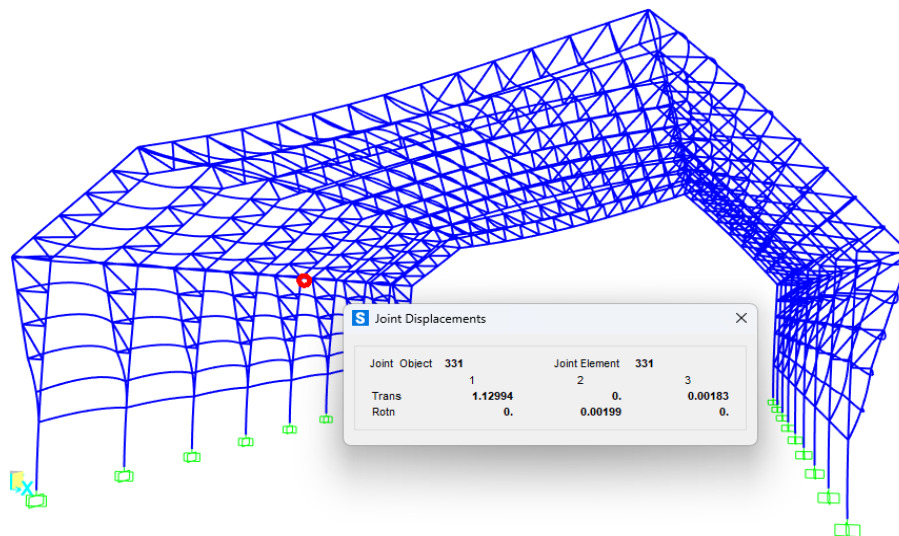 S Joint Displacements
Joint Object 331 Joint Element 331
1 2 3
Trans 1.12994 0. 0.00183
Rotn 0. 0.00199 0.
X